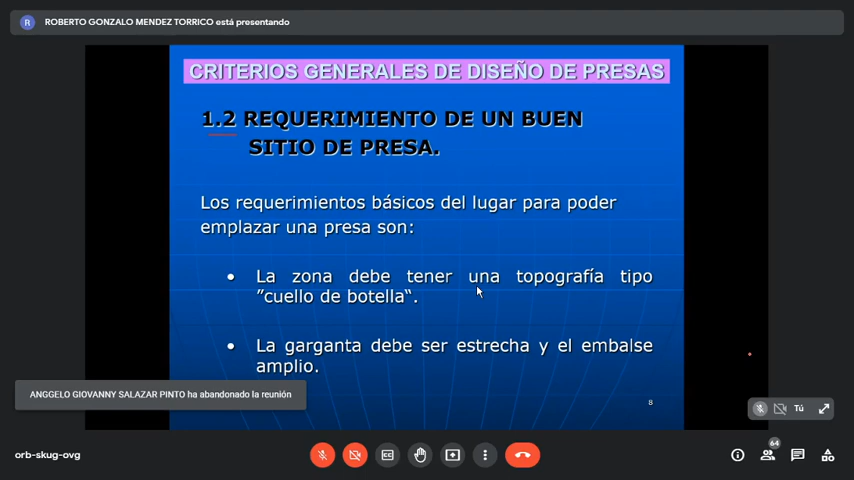 R ROBERTO GONZALO MENDEZ TORRICO está presentando
CRITERIOS GENERALES DE DISEÑO DE PRESAS
1.2 REQUERIMIENTO DE UN BUEN
SITIO DE PRESA.
Los requerimientos básicos del lugar para poder
emplazar una presa son:
• La zona debe tener una topografía tipo
”cuello de botella“.
• La garganta debe ser estrecha y el embalse
amplio.
ANGGELO GIOVANNY SALAZAR PINTO ha abandonado la reunión
8
Tú
orb-skug-ovg
CC
64